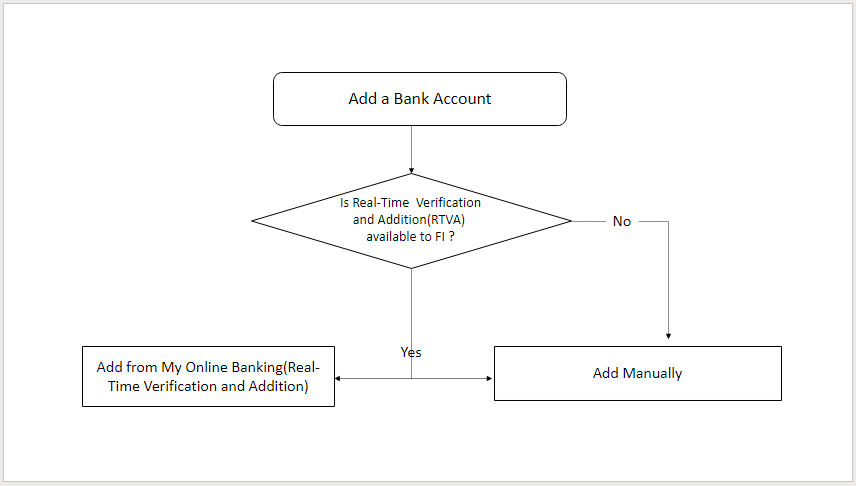 Add a Bank Account
Is Real-Time Verification
and Addition(RTVA)
available to FI ?
No
Yes
Add from My Online Banking(Real-
Time Verification and Addition)
Add Manually